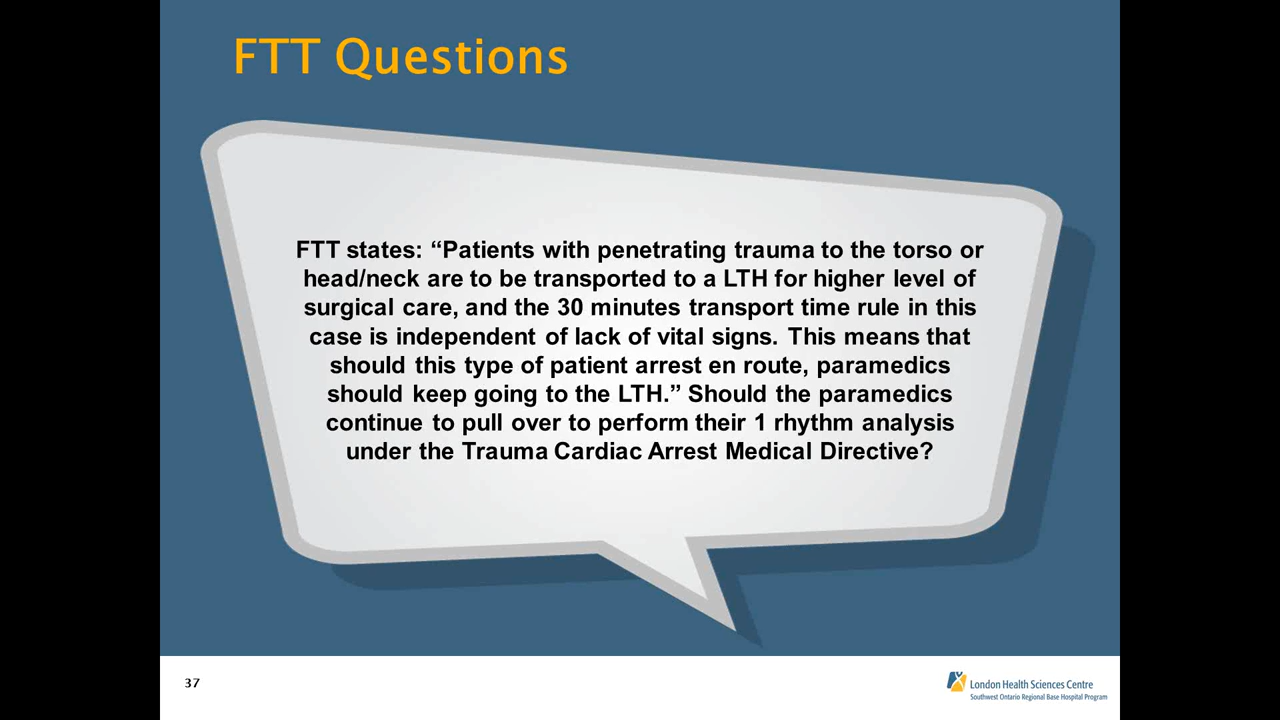 FTT Questions
FTT states: “Patients with penetrating trauma to the torso or
head/neck are to be transported to a LTH for higher level of
surgical care, and the 30 minutes transport time rule in this
case is independent of lack of vital signs. This means that
should this type of patient arrest en route, paramedics
should keep going to the LTH.” Should the paramedics
continue to pull over to perform their 1 rhythm analysis
under the Trauma Cardiac Arrest Medical Directive?
37
London Health Sciences Centre
Southwest Ontario Regional Base Hospital Program